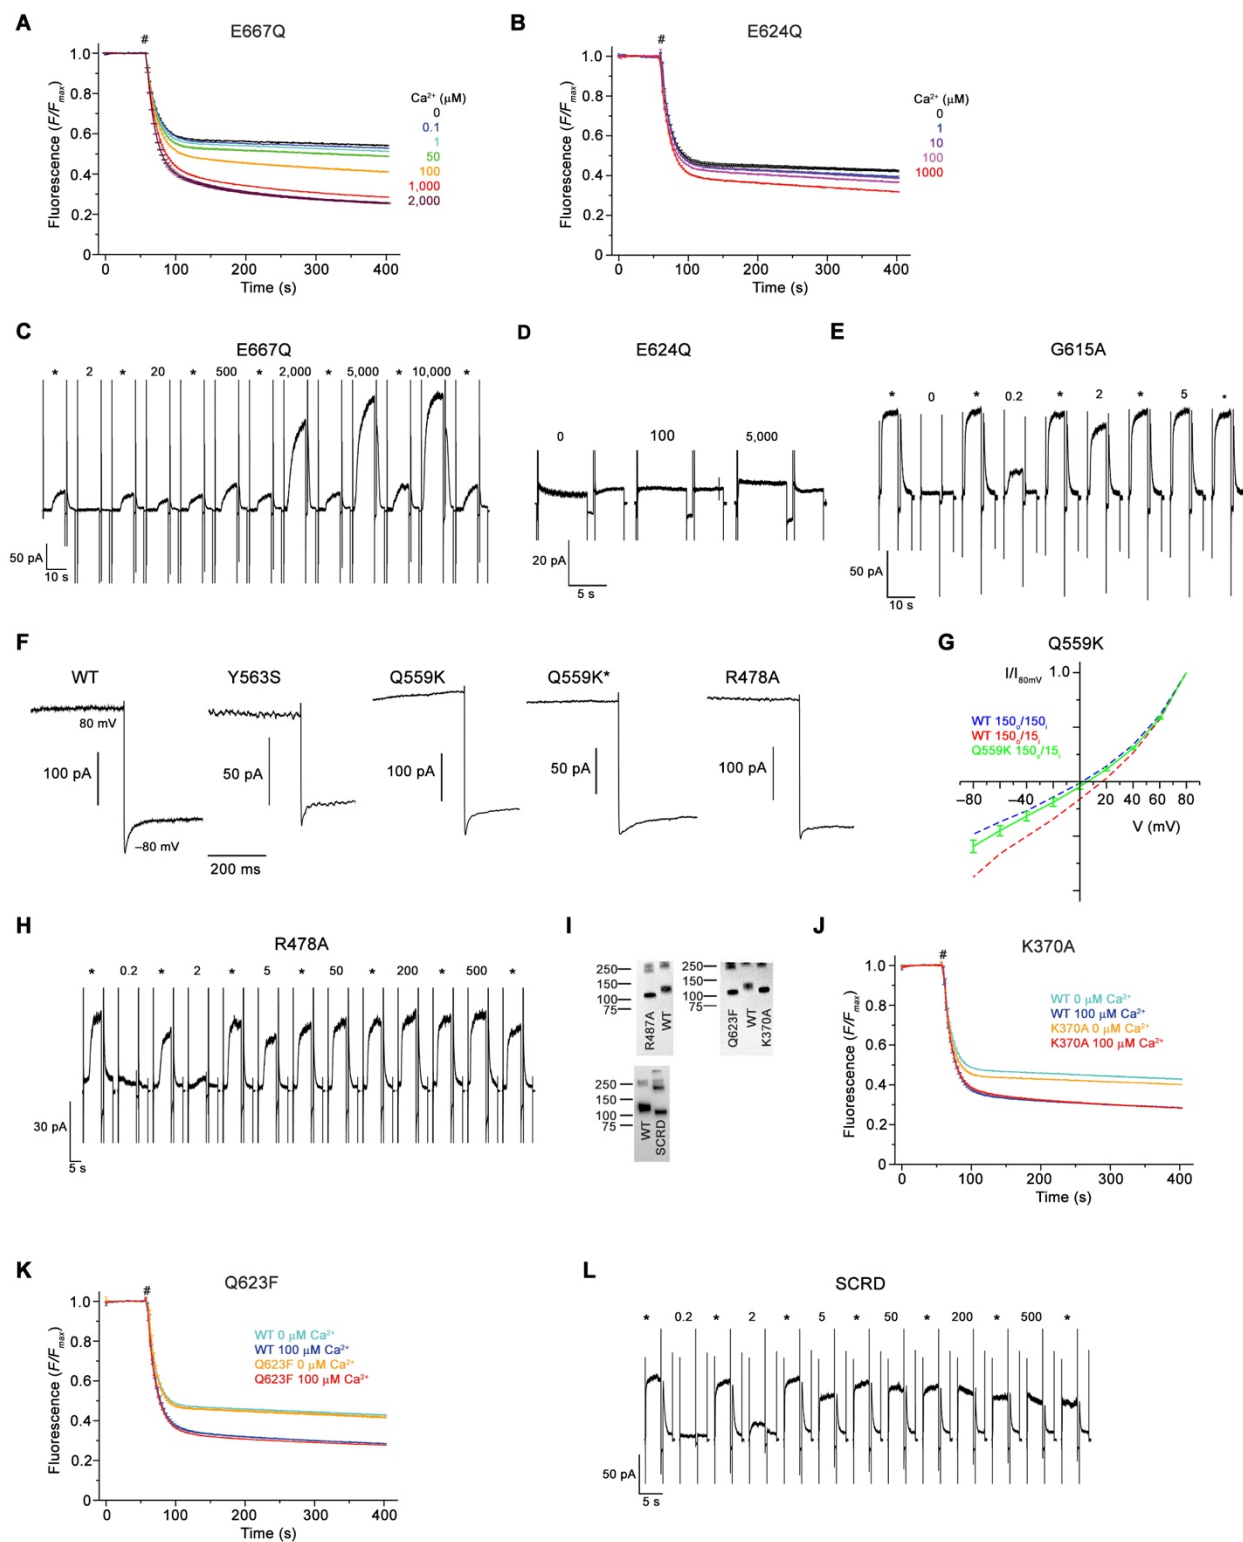 A
E667Q
#
Fluorescence (F/Fmax)
1.0
0.8
0.6
0.4
0.2
0
0 100 200 300 400
Time (s)
Ca²⁺ (µM)
0
0.1
1
50
100
1,000
2,000
B
E624Q
#
Fluorescence (F/Fmax)
1.0
0.8
0.6
0.4
0.2
0
0 100 200 300 400
Time (s)
Ca²⁺ (µM)
0
1
10
100
1000
C
E667Q
* 2 * 20 * 500 * 2,000 * 5,000 * 10,000 *
50 pA
10 s
D
E624Q
0 100 5,000
20 pA
5 s
E
G615A
* 0 * 0.2 * 2 * 5 *
50 pA
10 s
F
WT Y563S Q559K Q559K* R478A
80 mV
100 pA 50 pA 100 pA 50 pA 100 pA
–80 mV
200 ms
G
Q559K
I/I80mV
1.0
WT 150o/150i
WT 150o/15i
Q559K 150o/15i
–80 –40 0 20 40 60 80
V (mV)
H
R478A
* 0.2 * 2 * 5 * 50 * 200 * 500 *
30 pA
5 s
I
250
150
100
75
R487A
WT
250
150
100
75
Q623F
WT
K370A
250
150
100
75
WT
SCRD
J
K370A
#
Fluorescence (F/Fmax)
1.0
0.8
0.6
0.4
0.2
0
0 100 200 300 400
Time (s)
WT 0 µM Ca²⁺
WT 100 µM Ca²⁺
K370A 0 µM Ca²⁺
K370A 100 µM Ca²⁺
K
Q623F
#
Fluorescence (F/Fmax)
1.0
0.8
0.6
0.4
0.2
0
0 100 200 300 400
Time (s)
WT 0 µM Ca²⁺
WT 100 µM Ca²⁺
Q623F 0 µM Ca²⁺
Q623F 100 µM Ca²⁺
L
SCRD
* 0.2 * 2 * 5 * 50 * 200 * 500 *
50 pA
5 s